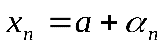 xₙ = a + αₙ